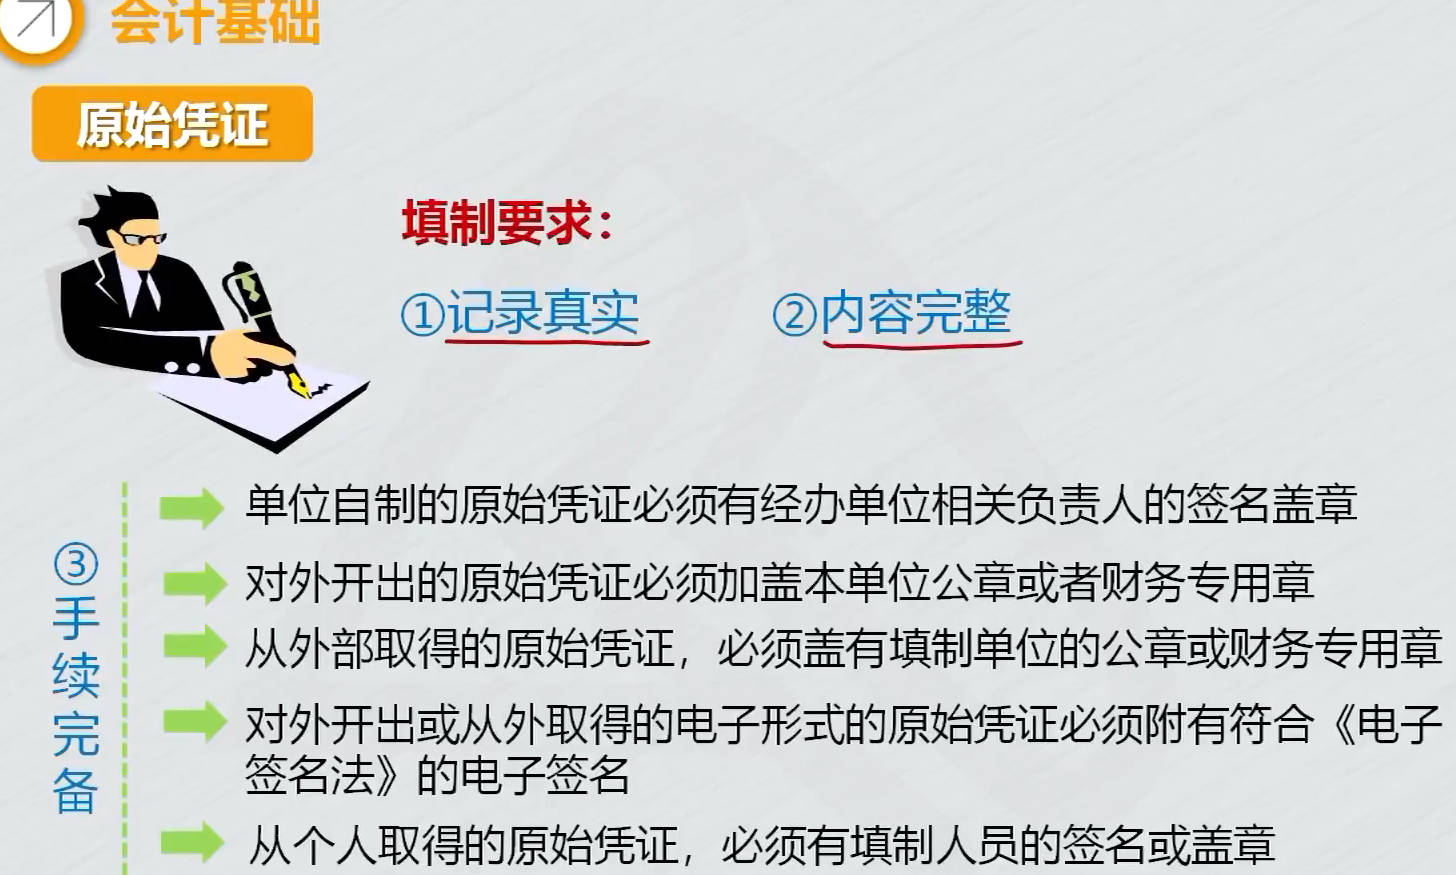 会计基础
原始凭证
填制要求：
①记录真实
②内容完整
③手续完备
单位自制的原始凭证必须有经办单位相关负责人的签名盖章
对外开出的原始凭证必须加盖本单位公章或者财务专用章
从外部取得的原始凭证，必须盖有填制单位的公章或财务专用章
对外开出或从外取得的电子形式的原始凭证必须附有符合《电子
签名法》的电子签名
从个人取得的原始凭证，必须有填制人员的签名或盖章